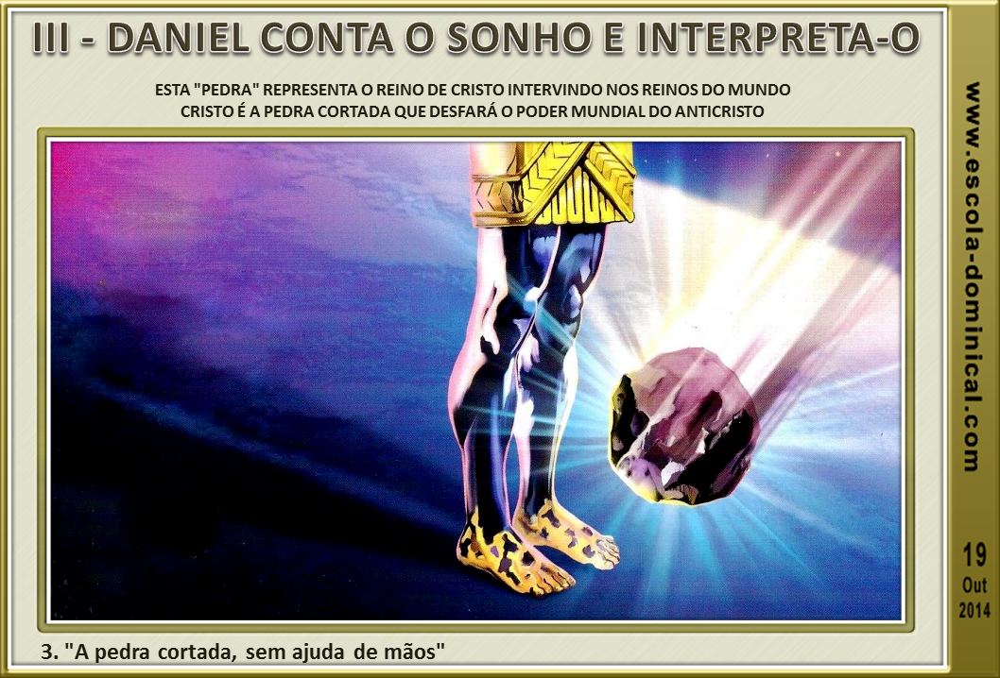 III - DANIEL CONTA O SONHO E INTERPRETA-O
ESTA "PEDRA" REPRESENTA O REINO DE CRISTO INTERVINDO NOS REINOS DO MUNDO
CRISTO É A PEDRA CORTADA QUE DESFARÁ O PODER MUNDIAL DO ANTICRISTO
3. "A pedra cortada, sem ajuda de mãos"
www.escola-dominical.com
19
Out
2014